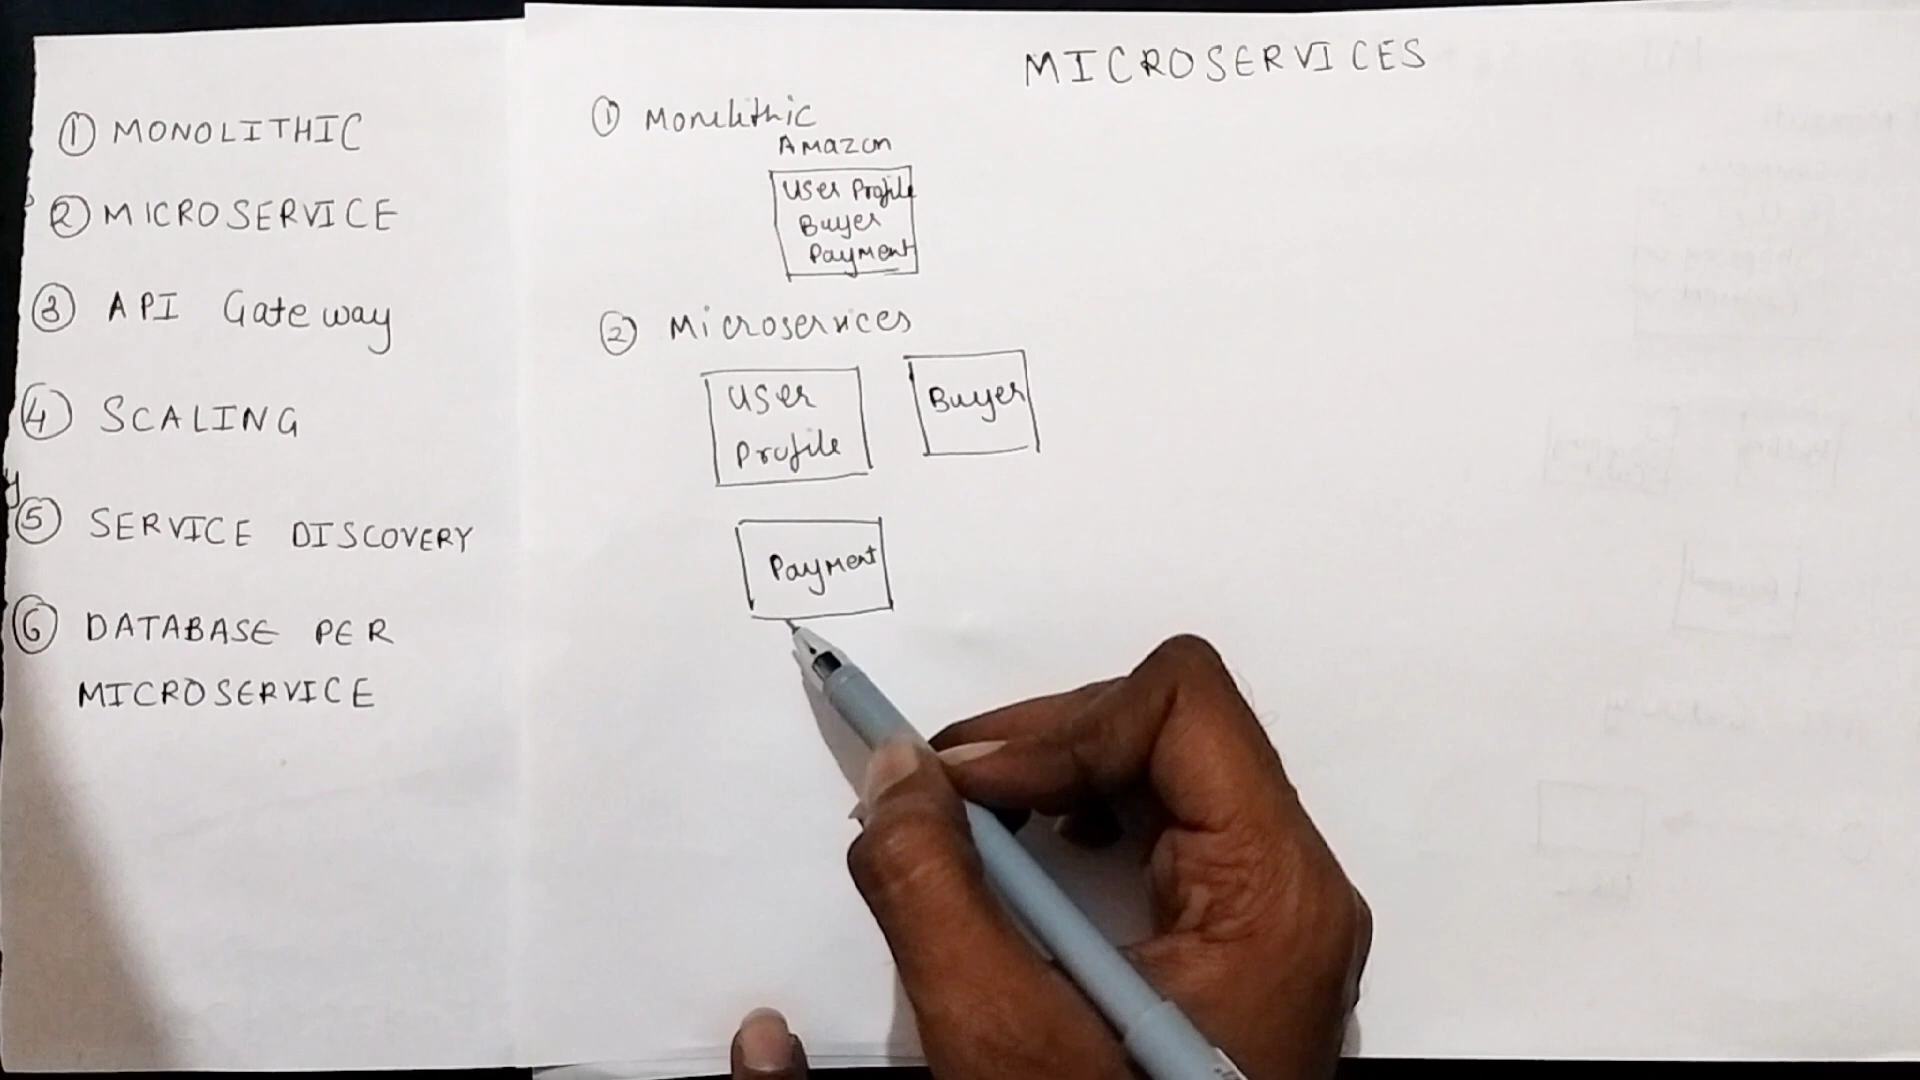 ① MONOLITHIC
② MICROSERVICE
③ API Gateway
④ SCALING
⑤ SERVICE DISCOVERY
⑥ DATABASE PER
MICROSERVICE
MICROSERVICES
① Monolithic
Amazon
User Profile
Buyer
Payment
② Microservices
User
Profile
Buyer
Payment